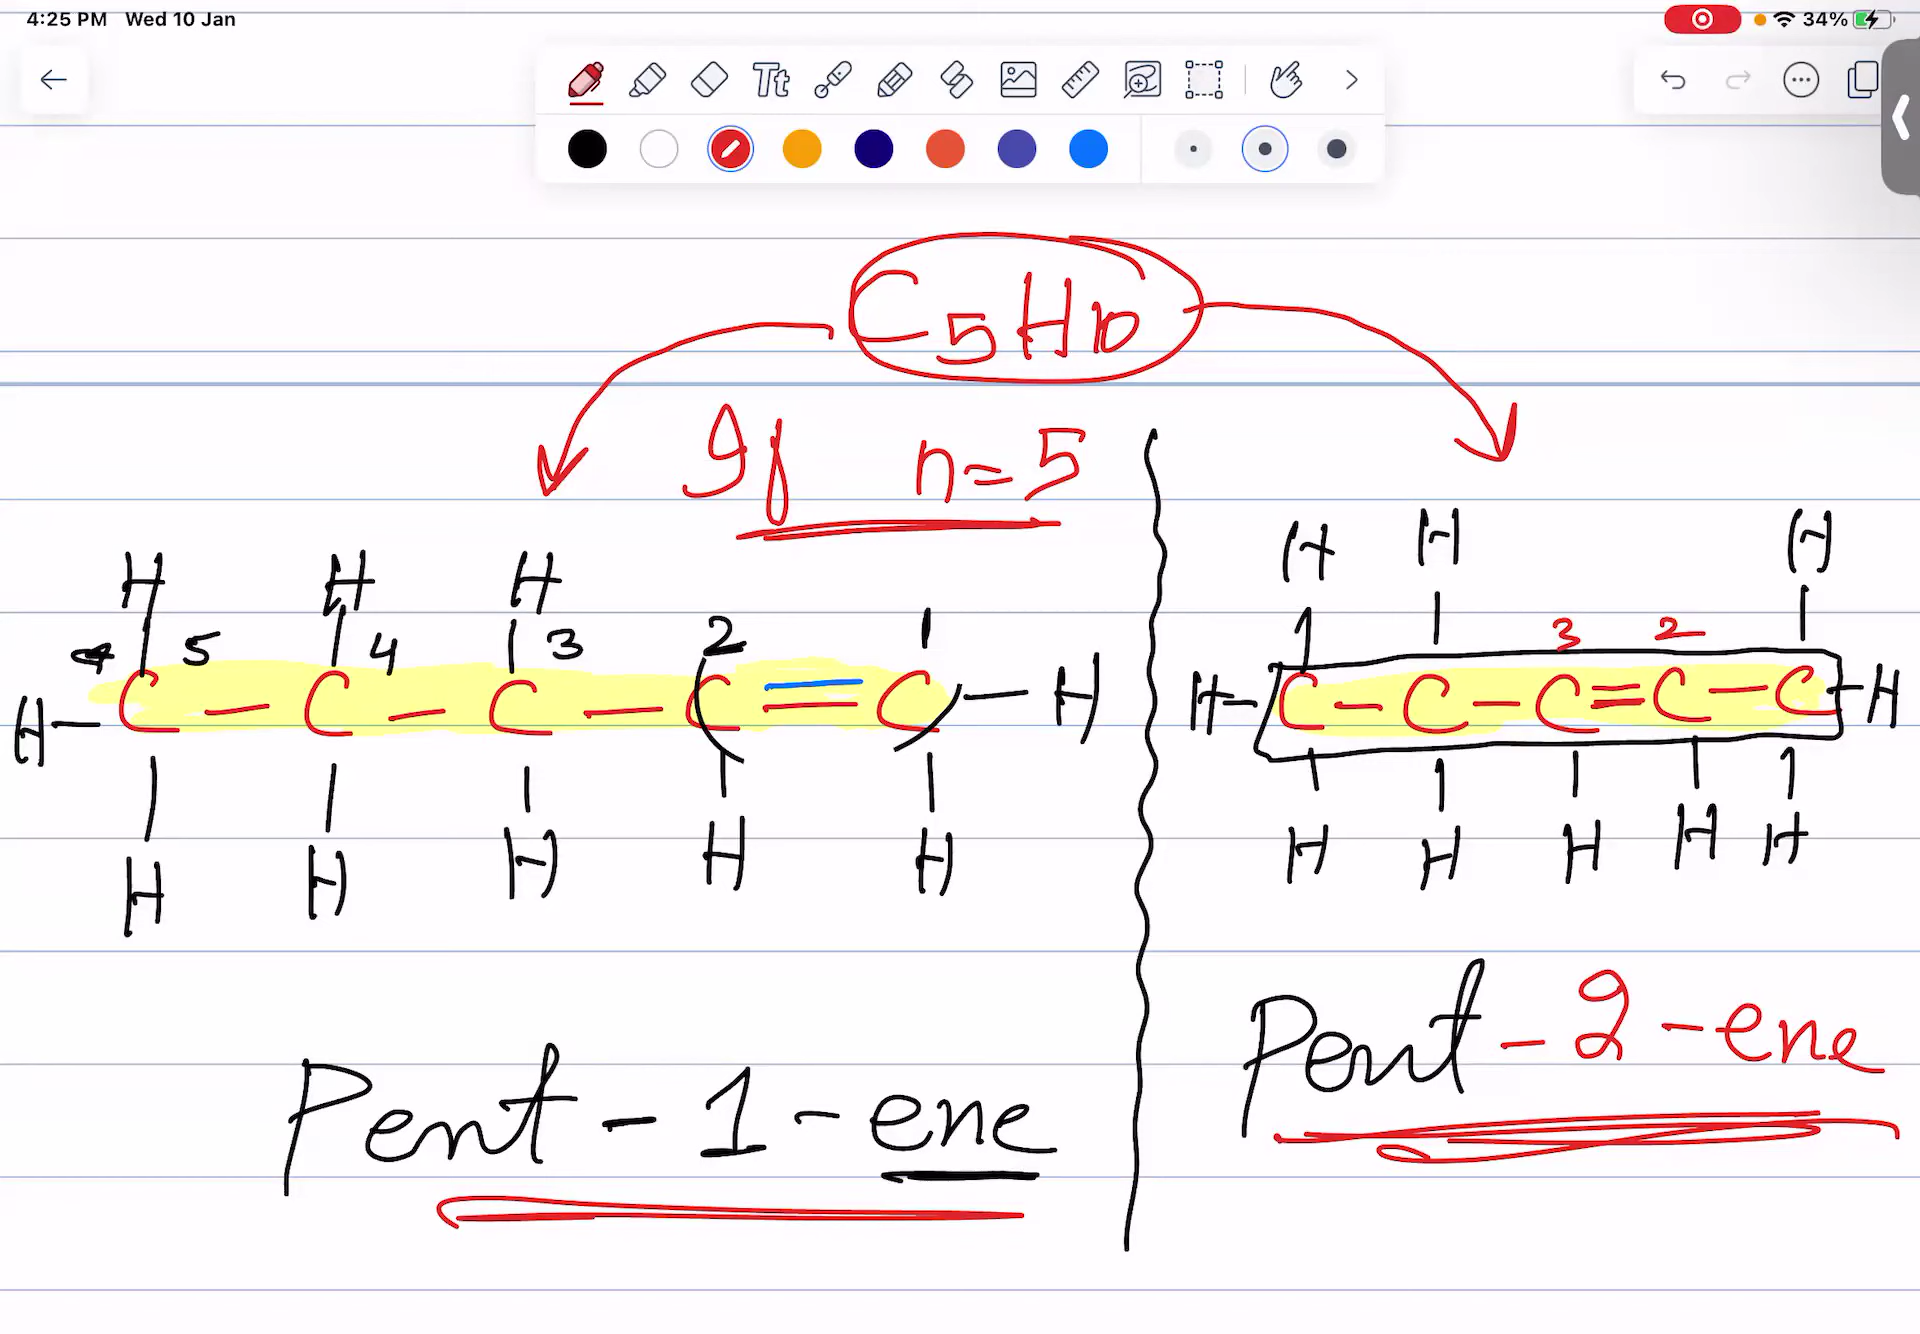 4:25 PM Wed 10 Jan
34%
Tt
C5H10
If n=5
H H H
5 4 3 2 1
H-C-C-C-C=C-H
H H H H H
Pent-1-ene
H H H
3 2
H-C-C-C=C-C-H
H H H H H
Pent-2-ene